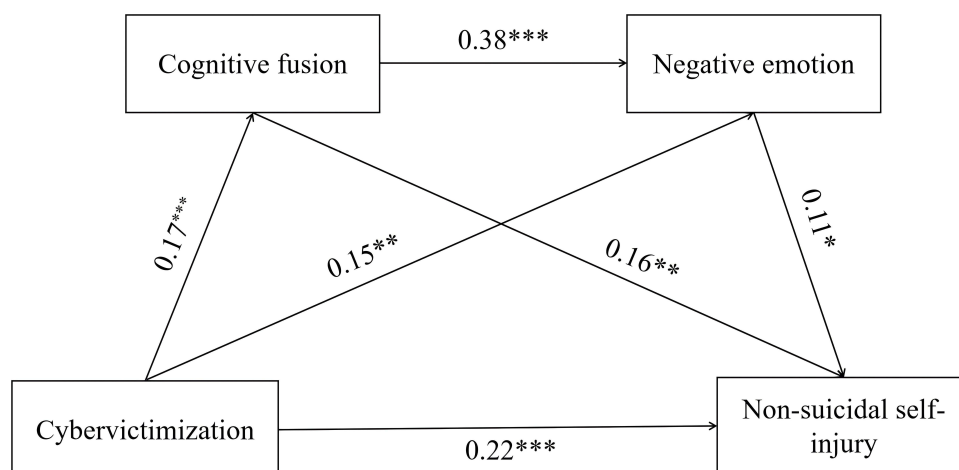 0.38***
Cognitive fusion
Negative emotion
0.17***
0.15**
0.16**
0.11*
Cybervictimization
0.22***
Non-suicidal self-
injury